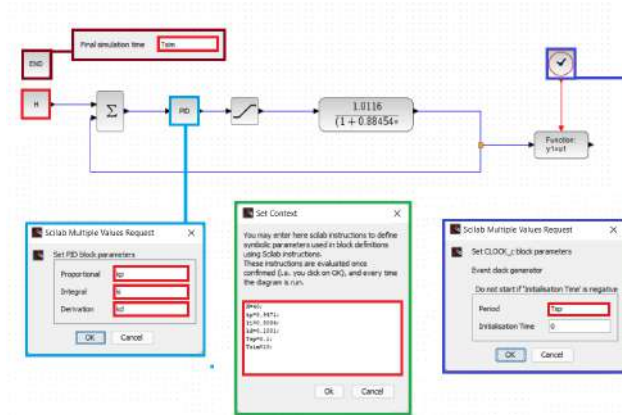 Final simulation time
Tsim
END
M
Σ
PID
1.0116
(1 + 0.88454*
Function:
y1=u1
Scilab Multiple Values Request
Set PID block parameters
Proportional
kp
Integral
Derivation
kd
OK
Cancel
Set Context
You may enter here scilab instructions to define
symbolic parameters used in block definitions
using Scilab instructions.
These instructions are evaluated once
confirmed (i.e. you click on OK), and every time
the diagram is run.
Ok
Cancel
Scilab Multiple Values Request
Set CLOCK_c block parameters
Event clock generator
Do not start if 'Initialisation Time' is negative
Period
Tsp
Initialisation Time
0
OK
Cancel